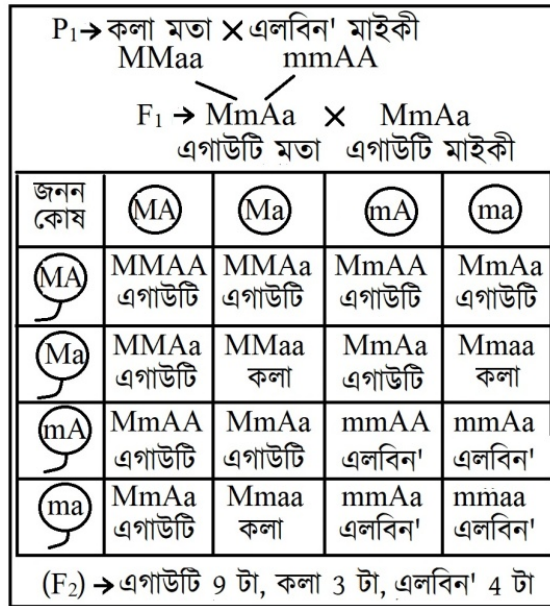 P₁→কলা মতা × এলবিন' মাইকী
MMaa mmAA
F₁ → MmAa × MmAa
এগাউটি মতা এগাউটি মাইকী
জনন কোষ MA Ma mA ma
MA MMAA MMAa MmAA MmAa
এগাউটি এগাউটি এগাউটি এগাউটি
Ma MMAa MMaa MmAa Mmaa
এগাউটি কলা এগাউটি কলা
mA MmAA MmAa mmAA mmAa
এগাউটি এগাউটি এলবিন' এলবিন'
ma MmAa Mmaa mmAa mmaa
এগাউটি কলা এলবিন' এলবিন'
(F₂) →এগাউটি 9 টা, কলা 3 টা, এলবিন' 4 টা